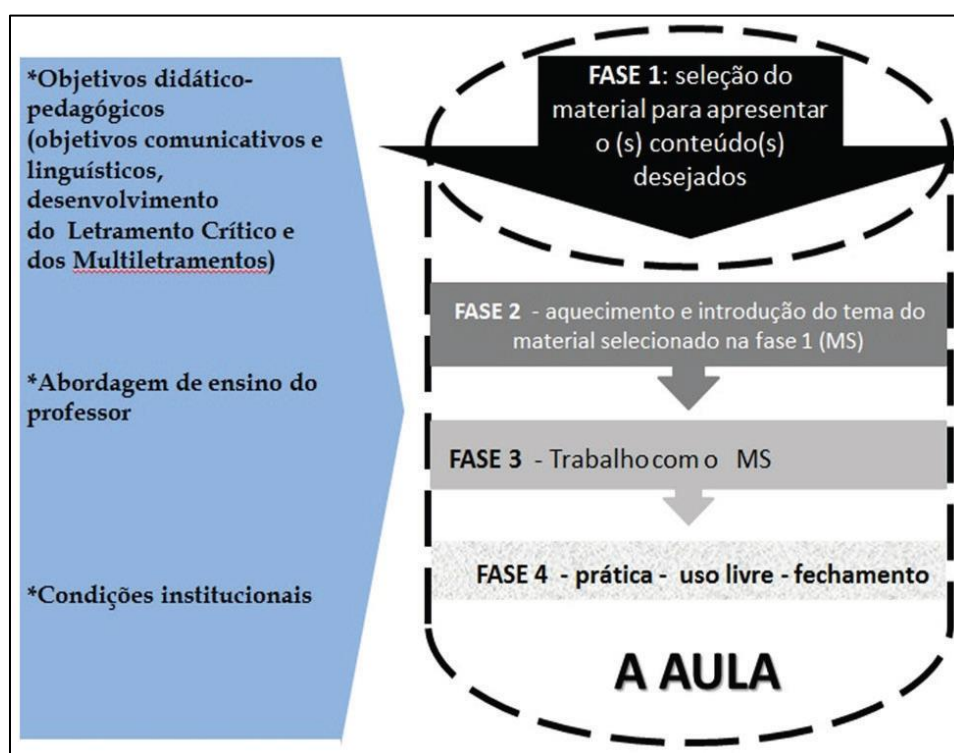 *Objetivos didático-
pedagógicos
(objetivos comunicativos e
linguísticos,
desenvolvimento
do Letramento Crítico e
dos Multiletramentos)
*Abordagem de ensino do
professor
*Condições institucionais
FASE 1: seleção do
material para apresentar
o (s) conteúdo(s)
desejados
FASE 2 - aquecimento e introdução do tema do
material selecionado na fase 1 (MS)
FASE 3 - Trabalho com o MS
FASE 4 - prática - uso livre - fechamento
A AULA